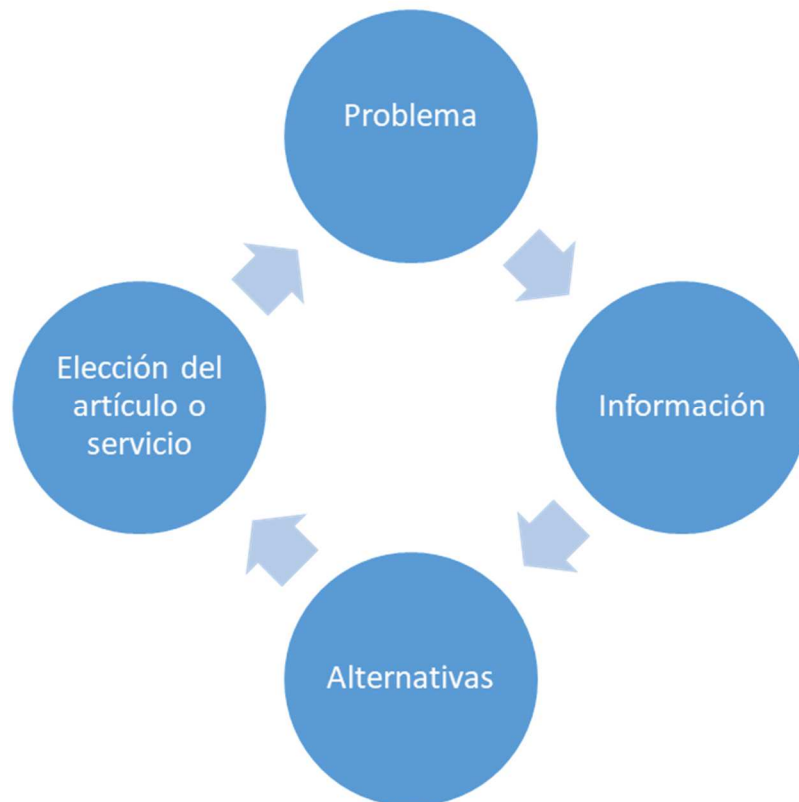 Problema
Información
Alternativas
Elección del
artículo o
servicio